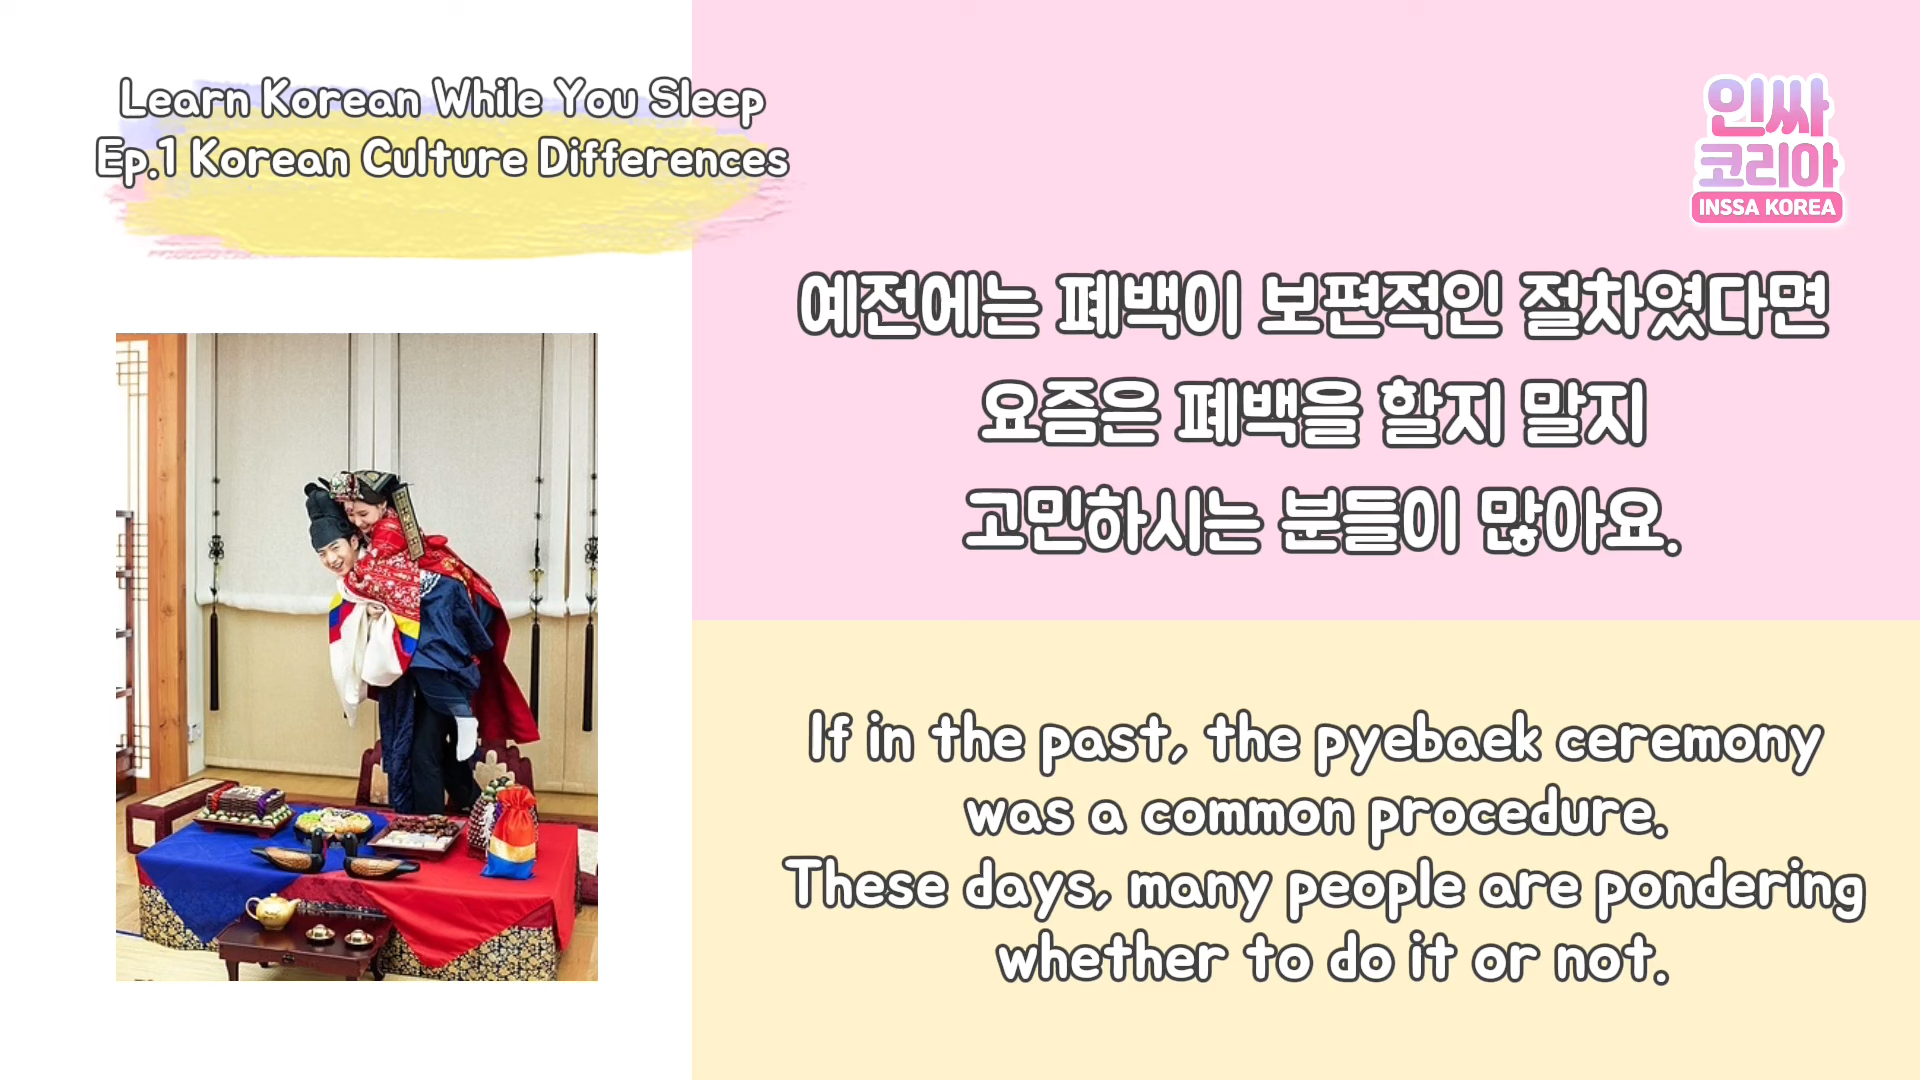 Learn Korean While You Sleep
Ep.1 Korean Culture Differences
인싸
코리아
INSSA KOREA
예전에는 폐백이 보편적인 절차였다면
요즘은 폐백을 할지 말지
고민하시는 분들이 많아요.
If in the past, the pyebaek ceremony
was a common procedure.
These days, many people are pondering
whether to do it or not.